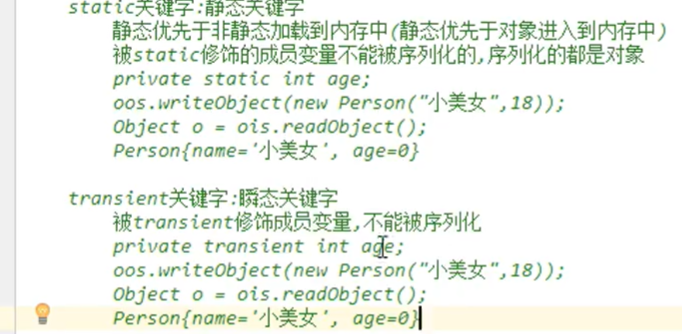 static关键字:静态关键字
静态优先于非静态加载到内存中(静态优先于对象进入到内存中)
被static修饰的成员变量不能被序列化的,序列化的都是对象
private static int age;
oos.writeObject(new Person("小美女",18));
Object o = ois.readObject();
Person{name='小美女', age=0}
transient关键字:瞬态关键字
被transient修饰成员变量,不能被序列化
private transient int age;
oos.writeObject(new Person("小美女",18));
Object o = ois.readObject();
Person{name='小美女', age=0}